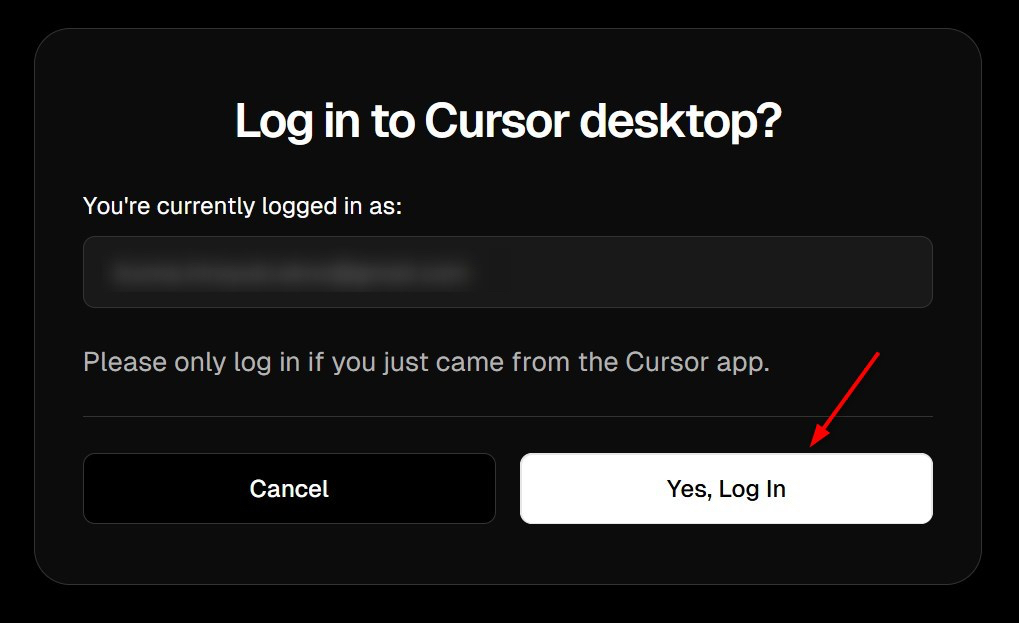 Log in to Cursor desktop?
You're currently logged in as:
Please only log in if you just came from the Cursor app.
Cancel
Yes, Log In